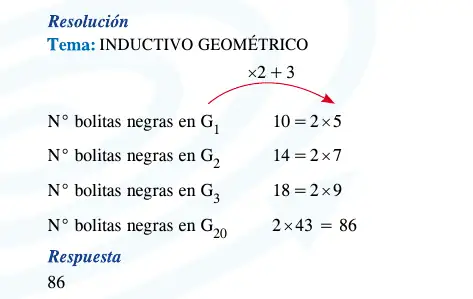 Resolución
Tema: INDUCTIVO GEOMÉTRICO
×2 + 3
N° bolitas negras en G₁ 10 = 2×5
N° bolitas negras en G₂ 14 = 2×7
N° bolitas negras en G₃ 18 = 2×9
N° bolitas negras en G₂₀ 2×43 = 86
Respuesta
86